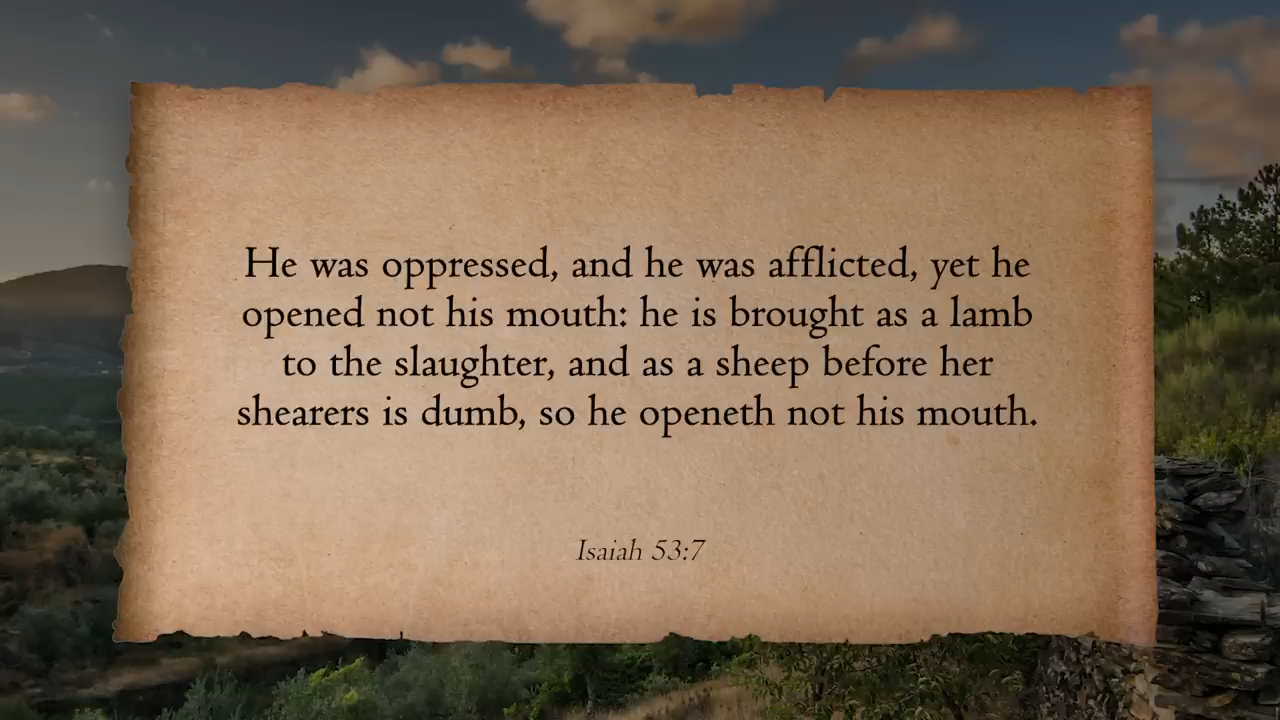 He was oppressed, and he was afflicted, yet he
opened not his mouth: he is brought as a lamb
to the slaughter, and as a sheep before her
shearers is dumb, so he openeth not his mouth.
Isaiah 53:7